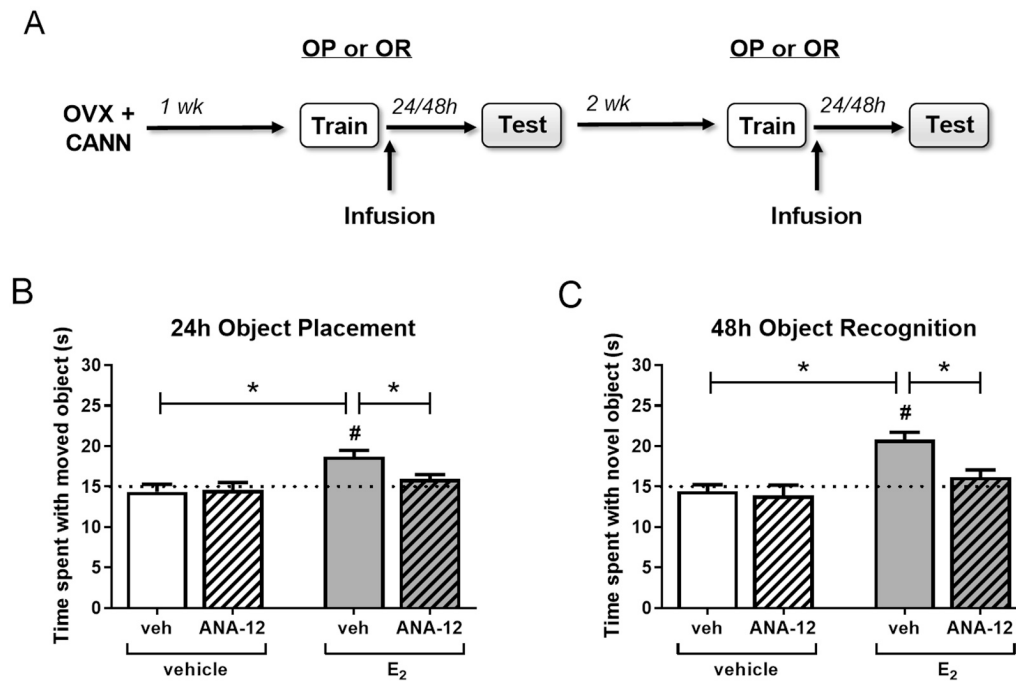 A
OP or OR
OP or OR
OVX +
CANN
1 wk
Train
24/48h
Test
2 wk
Train
24/48h
Test
Infusion
Infusion
B
24h Object Placement
Time spent with moved object (s)
30
25
20
15
10
5
0
*
*
#
veh
ANA-12
veh
ANA-12
vehicle
E₂
C
48h Object Recognition
Time spent with novel object (s)
30
25
20
15
10
5
0
*
*
#
veh
ANA-12
veh
ANA-12
vehicle
E₂